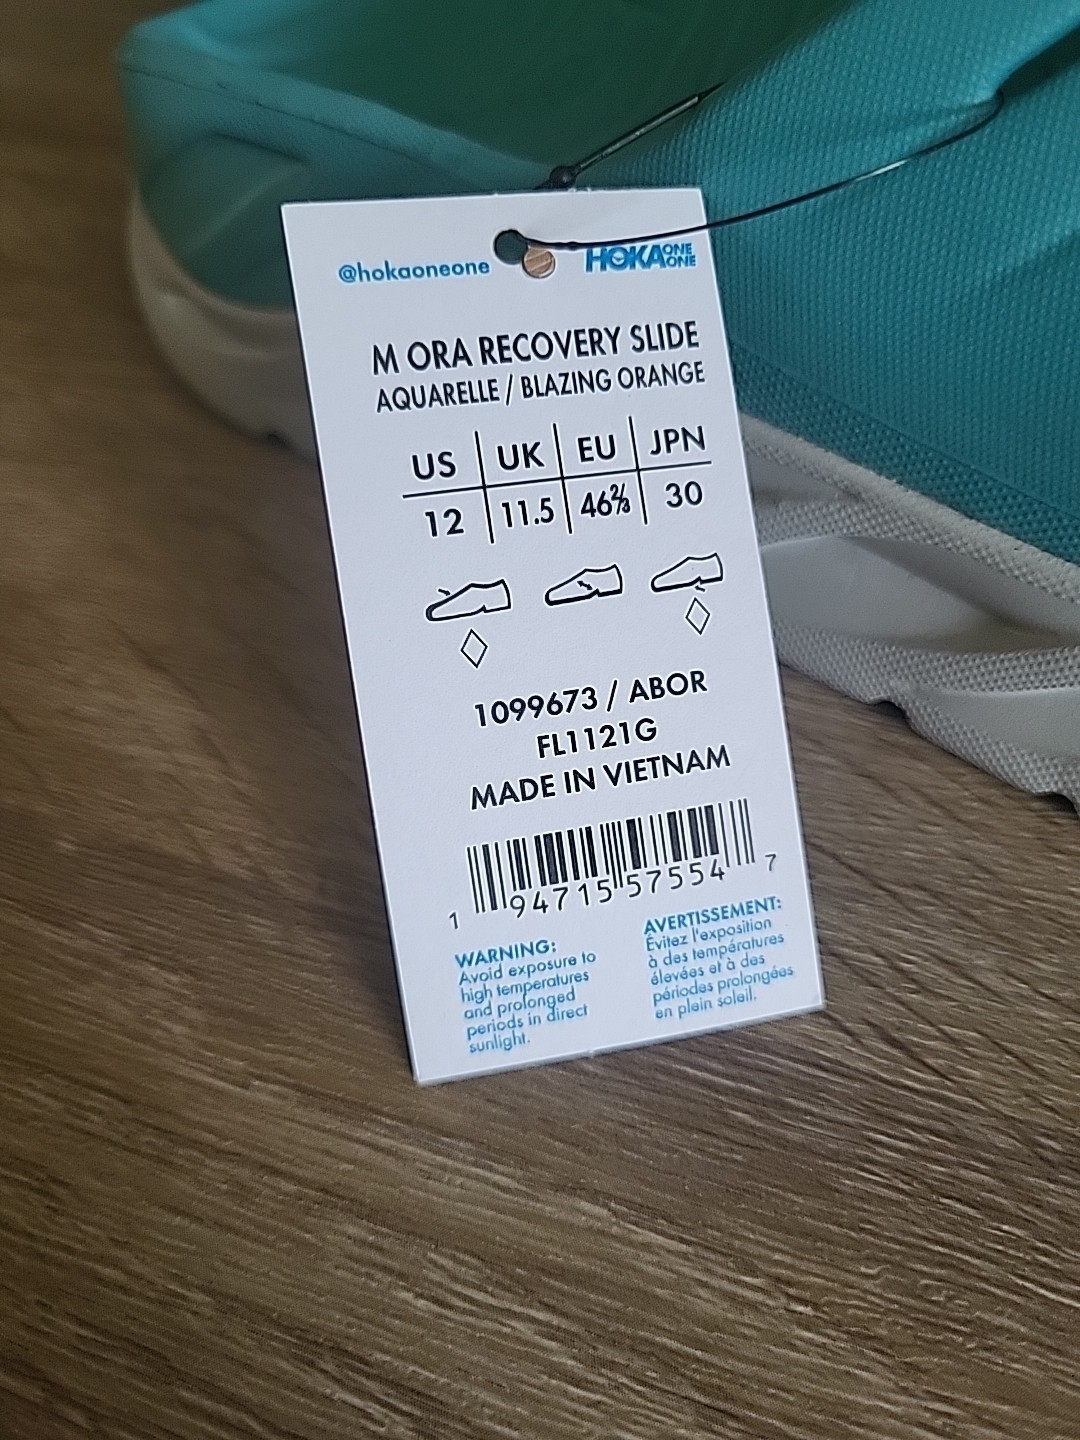 @hokaoneone
HOKA ONE ONE
M ORA RECOVERY SLIDE
AQUARELLE / BLAZING ORANGE
US UK EU JPN
12 11.5 46⅔ 30
1099673 / ABOR
FL1121G
MADE IN VIETNAM
1 94715 57554 7
WARNING:
Avoid exposure to
high temperatures
and prolonged
periods in direct
sunlight.
AVERTISSEMENT:
Évitez l'exposition
à des températures
élevées et à des
périodes prolongées
en plein soleil.